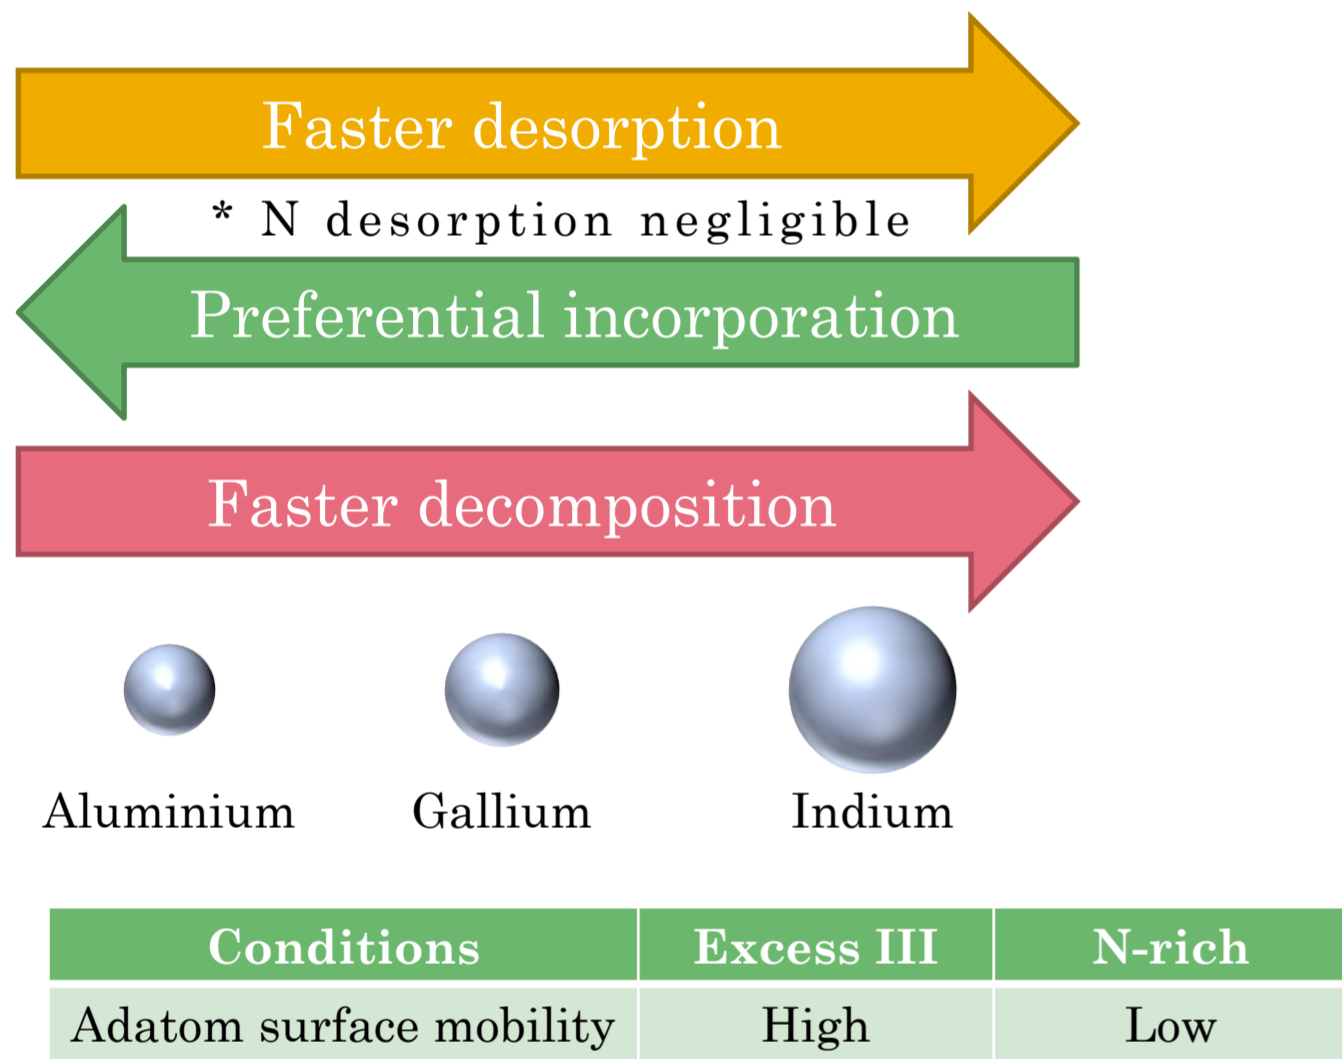 Faster desorption
* N desorption negligible
Preferential incorporation
Faster decomposition
Aluminium Gallium Indium
Conditions Excess III N-rich
Adatom surface mobility High Low